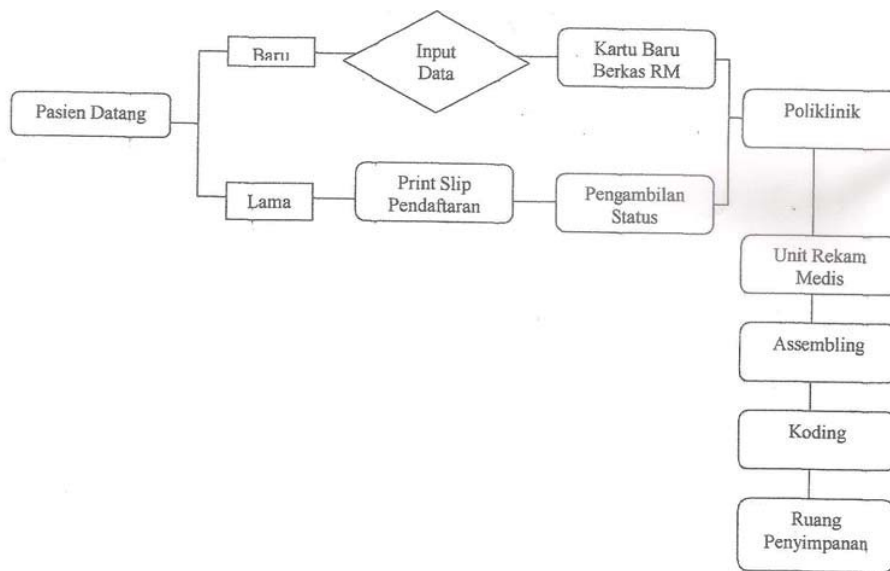 Pasien Datang
Baru
Input
Data
Kartu Baru
Berkas RM
Lama
Print Slip
Pendaftaran
Pengambilan
Status
Poliklinik
Unit Rekam
Medis
Assembling
Koding
Ruang
Penyimpanan